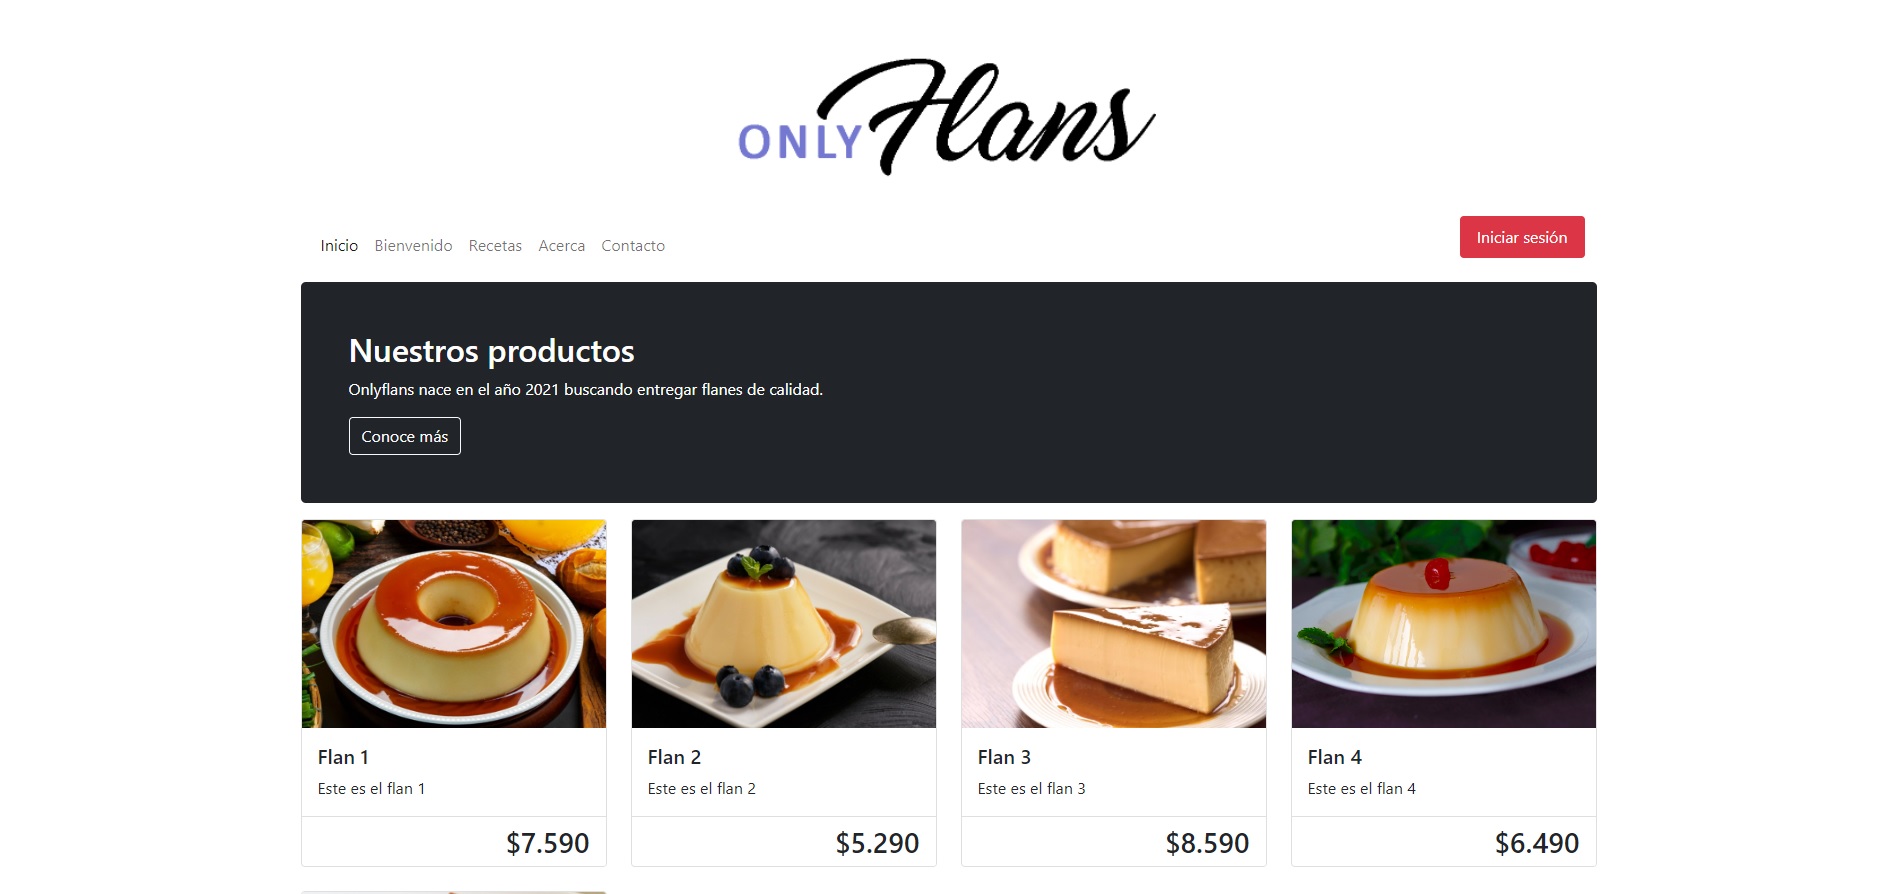 ONLY Flans
Inicio Bienvenido Recetas Acerca Contacto Iniciar sesión
Nuestros productos
Onlyflans nace en el año 2021 buscando entregar flanes de calidad.
Conoce más
Flan 1
Este es el flan 1
$7.590
Flan 2
Este es el flan 2
$5.290
Flan 3
Este es el flan 3
$8.590
Flan 4
Este es el flan 4
$6.490